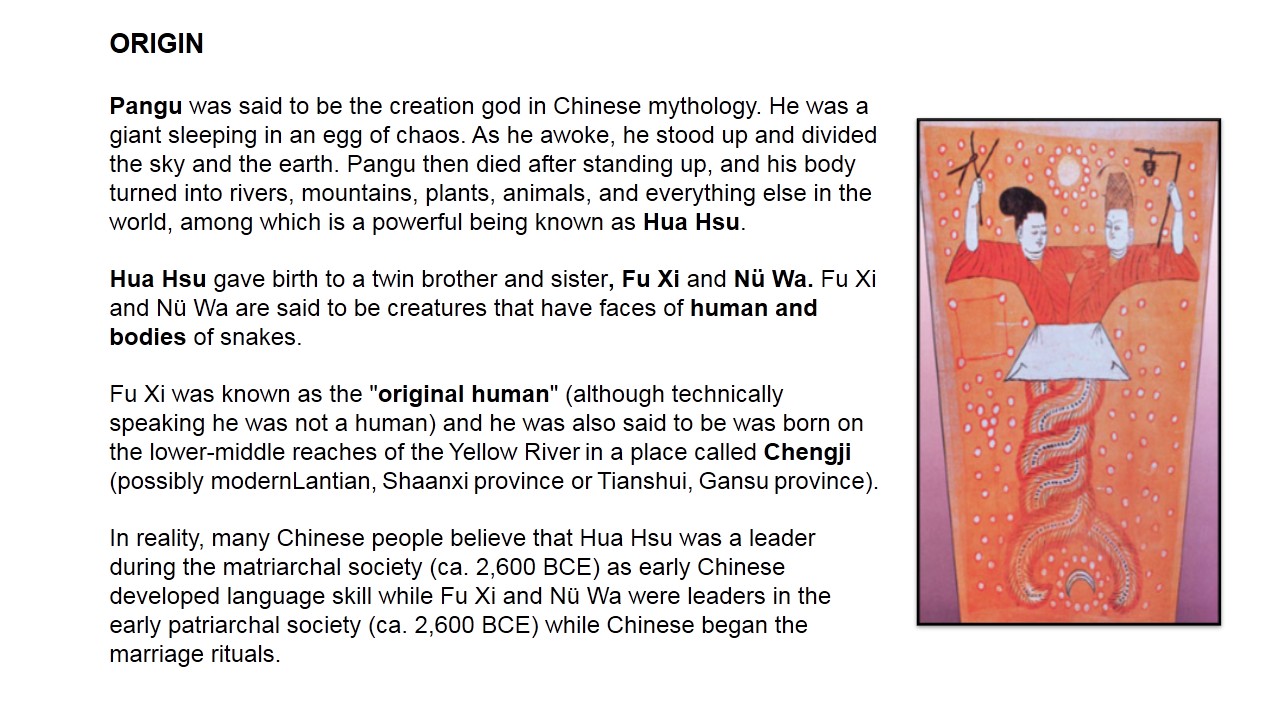 ORIGIN
Pangu was said to be the creation god in Chinese mythology. He was a
giant sleeping in an egg of chaos. As he awoke, he stood up and divided
the sky and the earth. Pangu then died after standing up, and his body
turned into rivers, mountains, plants, animals, and everything else in the
world, among which is a powerful being known as Hua Hsu.
Hua Hsu gave birth to a twin brother and sister, Fu Xi and Nü Wa. Fu Xi
and Nü Wa are said to be creatures that have faces of human and
bodies of snakes.
Fu Xi was known as the "original human" (although technically
speaking he was not a human) and he was also said to be was born on
the lower-middle reaches of the Yellow River in a place called Chengji
(possibly modernLantian, Shaanxi province or Tianshui, Gansu province).
In reality, many Chinese people believe that Hua Hsu was a leader
during the matriarchal society (ca. 2,600 BCE) as early Chinese
developed language skill while Fu Xi and Nü Wa were leaders in the
early patriarchal society (ca. 2,600 BCE) while Chinese began the
marriage rituals.